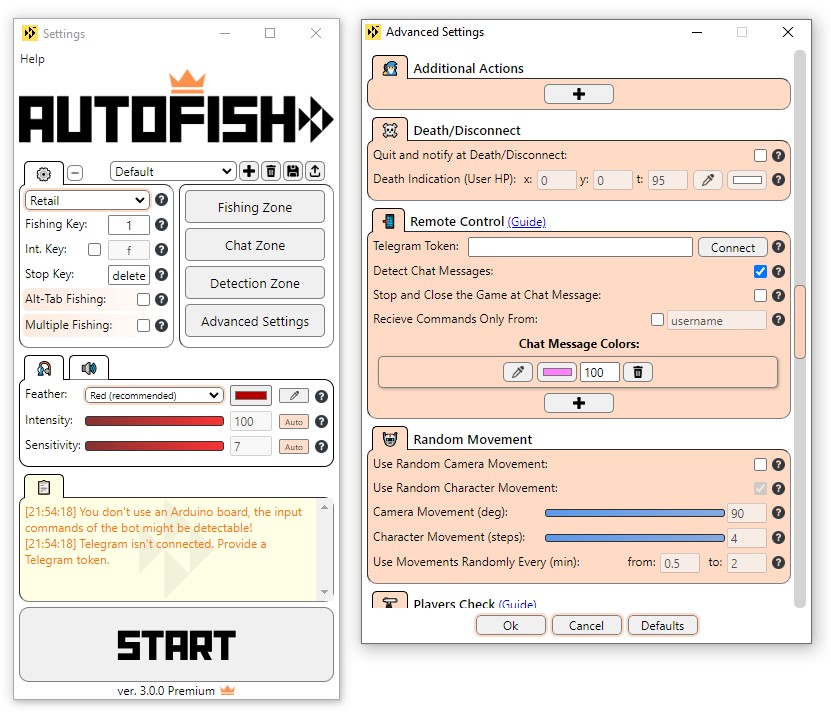 Settings
Help
AUTOFISH
Default
Retail
Fishing Key: 1
Int. Key: f
Stop Key: delete
Alt-Tab Fishing:
Multiple Fishing:
Fishing Zone
Chat Zone
Detection Zone
Advanced Settings
Feather: Red (recommended)
Intensity: 100 Auto
Sensitivity: 7 Auto
[21:54:18] You don't use an Arduino board, the input
commands of the bot might be detectable!
[21:54:18] Telegram isn't connected. Provide a
Telegram token.
START
ver. 3.0.0 Premium
Advanced Settings
Additional Actions
Death/Disconnect
Quit and notify at Death/Disconnect:
Death Indication (User HP): x: 0 y: 0 t: 95
Remote Control (Guide)
Telegram Token: Connect
Detect Chat Messages:
Stop and Close the Game at Chat Message:
Recieve Commands Only From: username
Chat Message Colors:
100
Random Movement
Use Random Camera Movement:
Use Random Character Movement:
Camera Movement (deg): 90
Character Movement (steps): 4
Use Movements Randomly Every (min): from: 0.5 to: 2
Players Check (Guide)
Ok Cancel Defaults